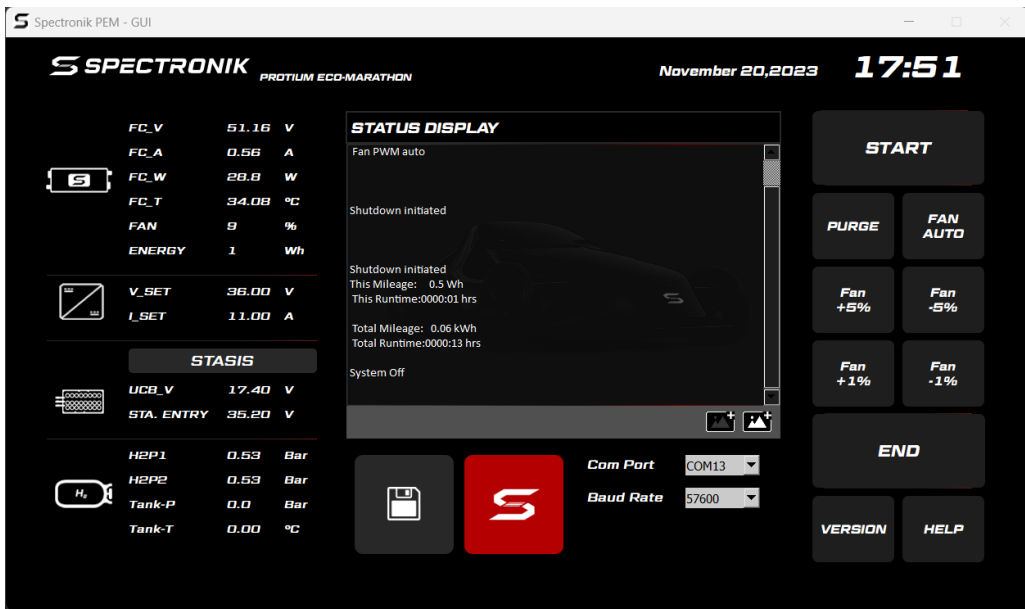 Spectronik PEM - GUI
SPECTRONIK PROTIUM ECO-MARATHON
November 20,2023
17:51
FC_V 51.16 V
FC_A 0.56 A
FC_W 28.8 W
FC_T 34.08 ºC
FAN 9 %
ENERGY 1 Wh
V_SET 36.00 V
I_SET 11.00 A
STASIS
UCB_V 17.40 V
STA. ENTRY 35.20 V
H2P1 0.53 Bar
H2P2 0.53 Bar
H₂
Tank-P 0.0 Bar
Tank-T 0.00 ºC
STATUS DISPLAY
Fan PWM auto
Shutdown initiated
Shutdown initiated
This Mileage: 0.5 Wh
This Runtime:0000:01 hrs
Total Mileage: 0.06 kWh
Total Runtime:0000:13 hrs
System Off
Com Port COM13
Baud Rate 57600
START
PURGE
FAN
AUTO
Fan
+5%
Fan
-5%
Fan
+1%
Fan
-1%
END
VERSION
HELP